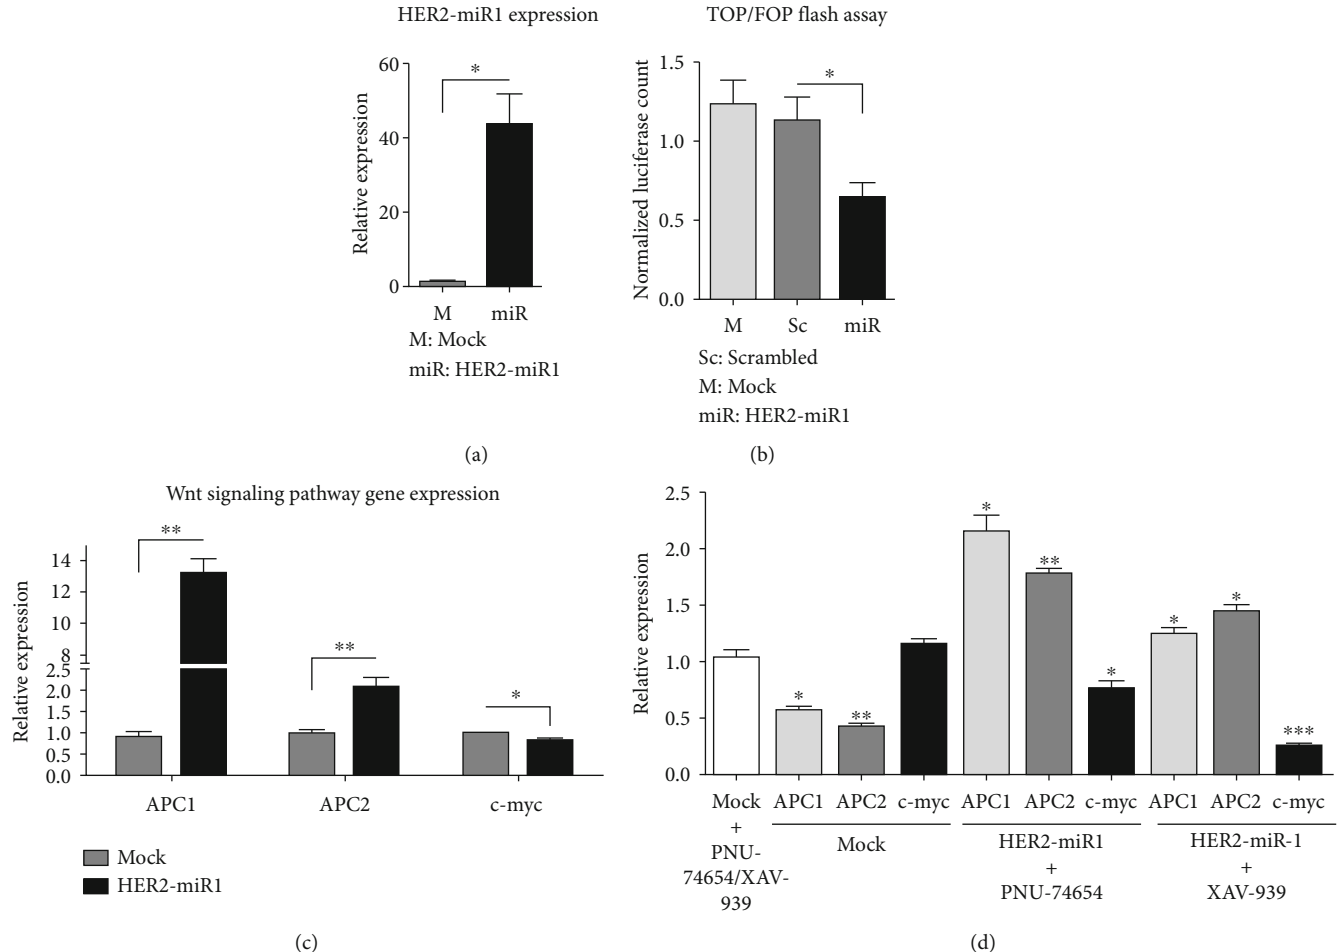 HER2-miR1 expression
Relative expression
60
40
20
0
*
M miR
M: Mock
miR: HER2-miR1
(a)
TOP/FOP flash assay
Normalized luciferase count
1.5
1.0
0.5
0.0
*
M Sc miR
Sc: Scrambled
M: Mock
miR: HER2-miR1
(b)
Wnt signaling pathway gene expression
Relative expression
14
12
10
8
2.5
2.0
1.5
1.0
0.5
0.0
**
**
*
APC1 APC2 c-myc
Mock
HER2-miR1
(c)
Relative expression
2.5
2.0
1.5
1.0
0.5
0.0
* ** * ** * * * ***
Mock
+
PNU-
74654/XAV-
939
APC1 APC2 c-myc
Mock
APC1 APC2 c-myc
HER2-miR1
+
PNU-74654
APC1 APC2 c-myc
HER2-miR-1
+
XAV-939
(d)